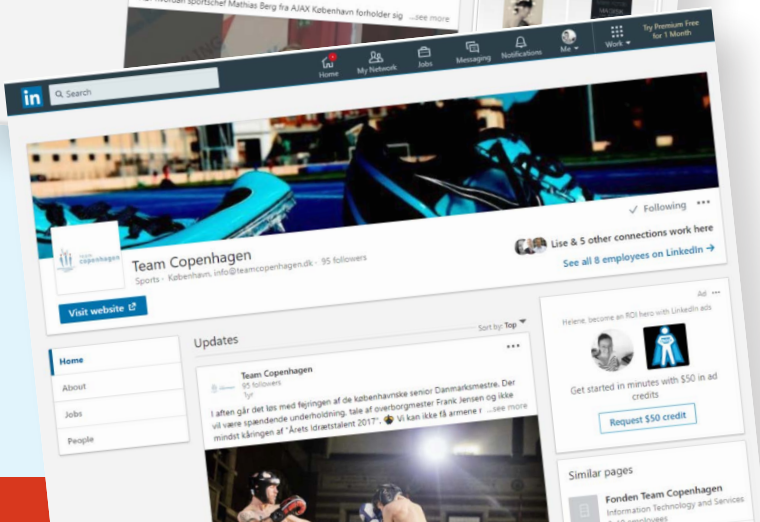 sportschef Mathias Berg fra AJAX København forholder sig ...see more
in
Search
Home
My Network
Jobs
Messaging
Notifications
Me
Work
Try Premium Free
for 1 Month
team
copenhagen
Team Copenhagen
Sports · København, info@teamcopenhagen.dk · 95 followers
Following
Lise & 5 other connections work here
See all 8 employees on LinkedIn →
Visit website
Home
About
Jobs
People
Updates
Sort by: Top
Team Copenhagen
95 followers
1yr
I aften går det løs med fejringen af de københavnske senior Danmarksmestre. Der
vil være spændende underholdning, tale af overborgmester Frank Jensen og ikke
mindst kåringen af "Årets Idrætstalent 2017". Vi kan ikke få armene r ...see more
Ad
Helene, become an ROI hero with LinkedIn ads
Get started in minutes with $50 in ad
credits
Request $50 credit
Similar pages
Fonden Team Copenhagen
Information Technology and Services
employees